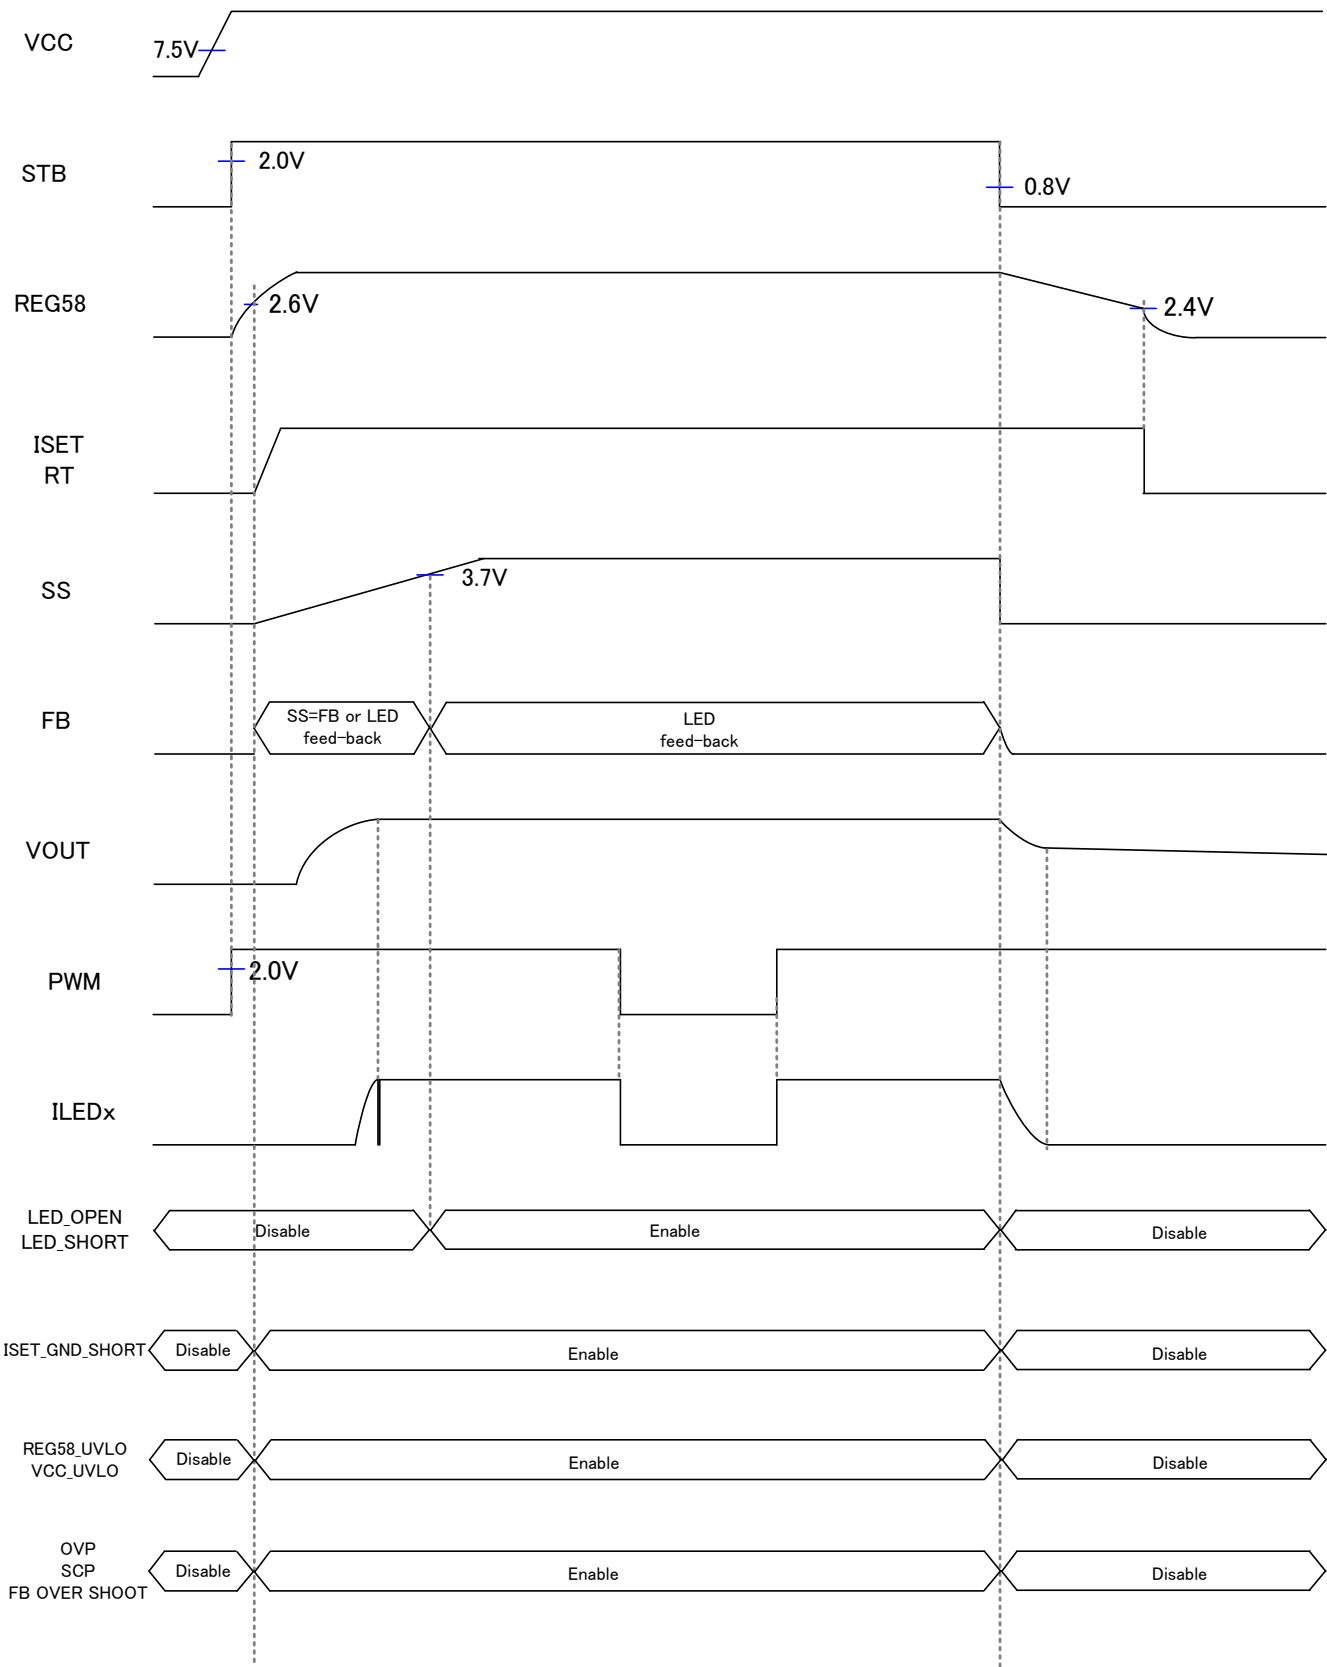 VCC
7.5V
STB
2.0V
0.8V
REG58
2.6V
2.4V
ISET
RT
SS
3.7V
FB
SS=FB or LED
feed-back
LED
feed-back
VOUT
PWM
2.0V
ILEDx
LED_OPEN
LED_SHORT
Disable
Enable
Disable
ISET_GND_SHORT
Disable
Enable
Disable
REG58_UVLO
VCC_UVLO
Disable
Enable
Disable
OVP
SCP
FB OVER SHOOT
Disable
Enable
Disable